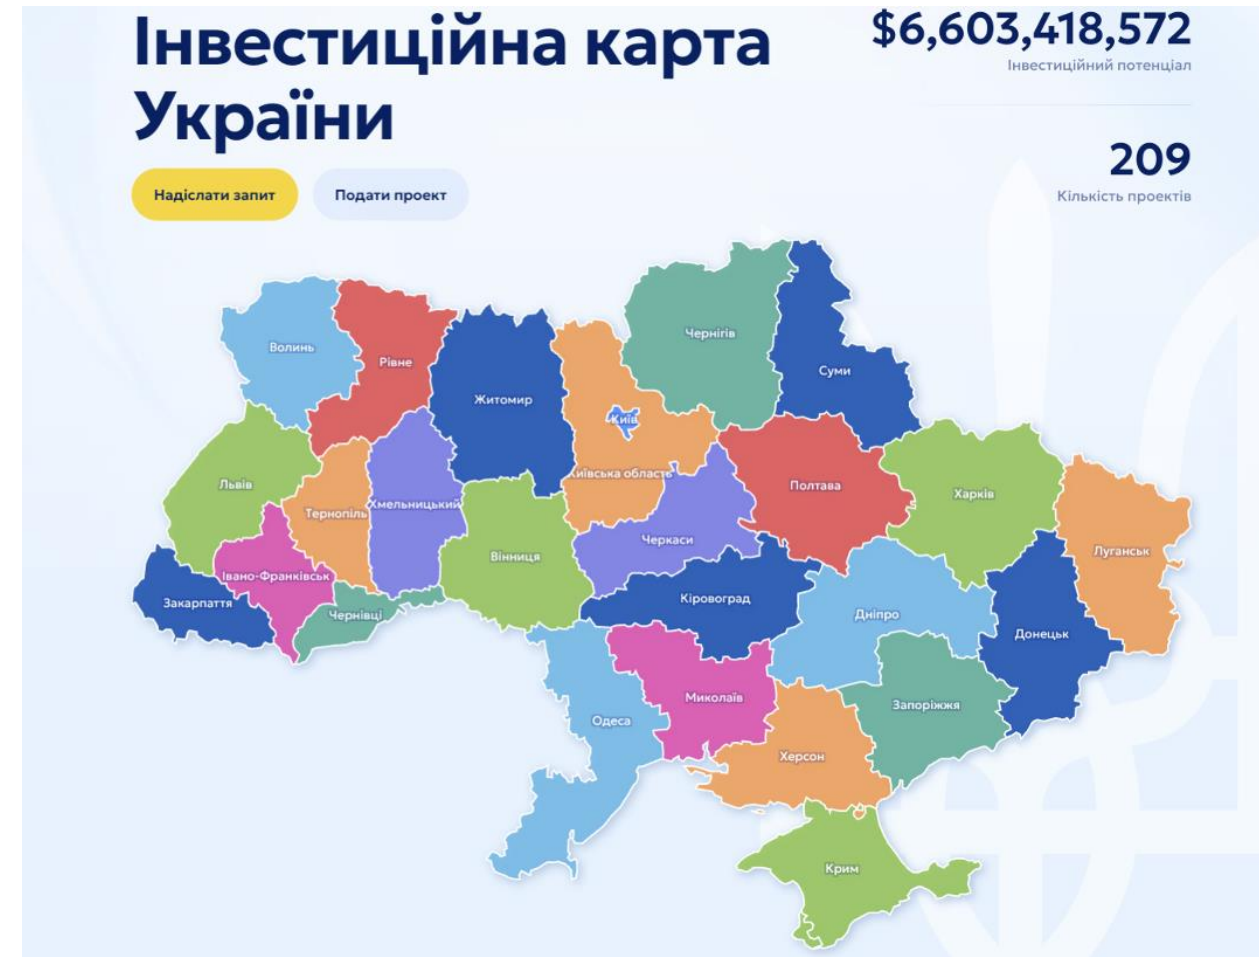 Інвестиційна карта
України
$6,603,418,572
Інвестиційний потенціал
209
Кількість проектів
Надіслати запит
Подати проект
Чернігів
Волинь
Рівне
Суми
Житомир
Київ
Київська область
Львів
Тернопіль
Хмельницький
Полтава
Харків
Черкаси
Вінниця
Луганськ
Івано-Франківськ
Закарпаття
Чернівці
Кіровоград
Дніпро
Донецьк
Миколаїв
Запоріжжя
Одеса
Херсон
Крим